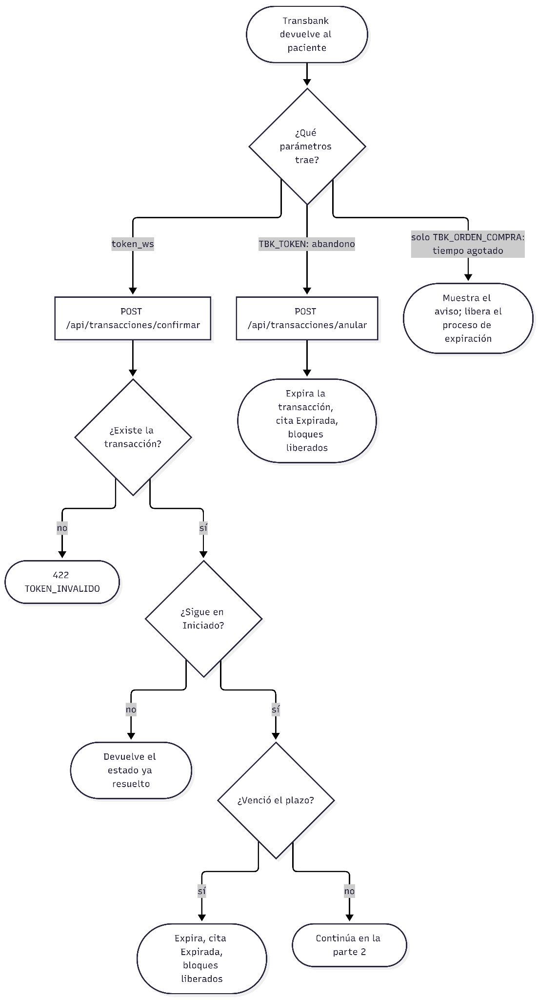 Transbank
devuelve al
paciente
¿Qué
parámetros
trae?
token_ws
TBK_TOKEN: abandono
solo TBK_ORDEN_COMPRA:
tiempo agotado
POST
/api/transacciones/confirmar
POST
/api/transacciones/anular
Muestra el
aviso; libera el
proceso de
expiración
¿Existe la
transacción?
Expira la
transacción,
cita Expirada,
bloques
liberados
no
sí
422
TOKEN_INVALIDO
¿Sigue en
Iniciado?
no
sí
Devuelve el
estado ya
resuelto
¿Venció el plazo?
sí
no
Expira, cita
Expirada,
bloques
liberados
Continúa en la
parte 2